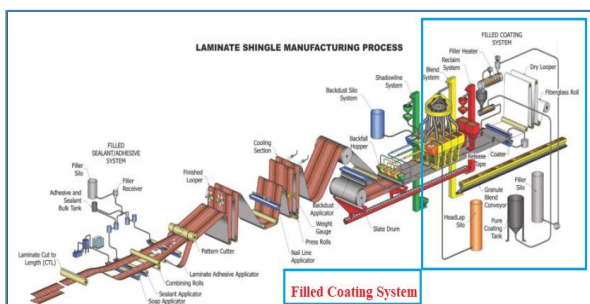 LAMINATE SHINGLE MANUFACTURING PROCESS
FILLED
COATING
SYSTEM
Filler Heater
Reclaim
System
Dry Looper
Fiberglass Roll
Blend
System
Shadowline
System
Backdust Silo
System
Backfall
Hopper
Coater
Release
Tape
Granule
Blend
Conveyor
Filler
Silo
Pure
Coating
Tank
HeadLap
Silo
Cooling
Section
Backdust
Applicator
Slate Drum
Weight
Gauge
Press Rolls
Nail Line
Applicator
Finished
Looper
Pattern Cutter
FILLED
SEALANT/ADHESIVE
SYSTEM
Filler
Silo
Filler
Receiver
Adhesive and
Sealant
Bulk Tank
Laminate Cut to
Length (CTL)
Laminate Adhesive Applicator
Combining Rolls
Sealant Applicator
Soap Applicator
Filled Coating System